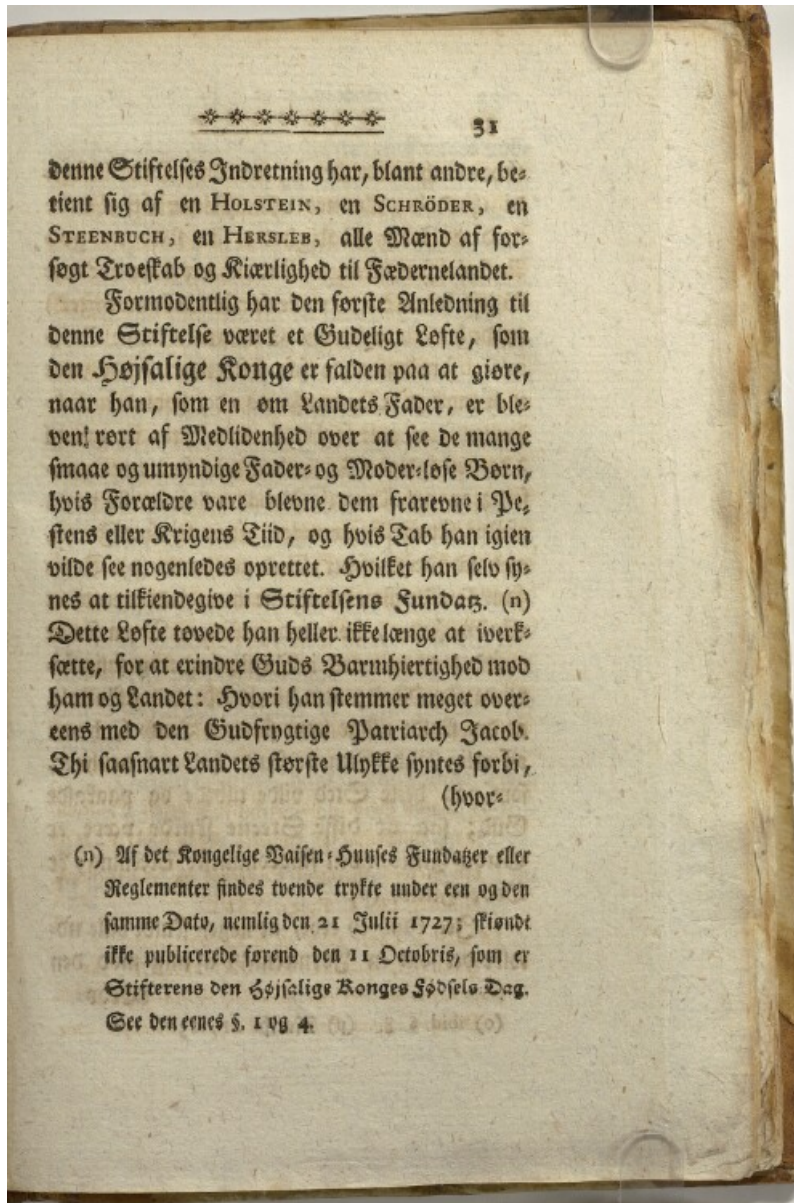 31
denne Stiftelses Indretning har, blant andre, be⸗
tient sig af en HOLSTEIN, en SCHRÖDER, en
STEENBUCH, en HERSLEB, alle Mænd af for⸗
søgt Troeskab og Kiærlighed til Fædernelandet.
Formodentlig har den første Anledning til
denne Stiftelse været et Gudeligt Løfte, som
den Højsalige Konge er falden paa at giøre,
naar han, som en øm Landets Fader, er ble⸗
ven! rørt af Medlidenhed over at see de mange
smaae og umyndige Fader⸗ og Moder⸗løse Børn,
hvis Forældre vare blevne dem frarevne i Pe⸗
stens eller Krigens Tiid, og hvis Tab han igien
vilde see nogenledes oprettet. Hvilket han selv sy⸗
nes at tilkiendegive i Stiftelsens Fundatz. (n)
Dette Løfte tøvede han heller ikke længe at iverk⸗
sætte, for at erindre Guds Barmhiertighed mod
ham og Landet: Hvori han stemmer meget over⸗
eens med den Gudfrygtige Patriarch Jacob.
Thi saasnart Landets største Ulykke syntes forbi,
(hvor⸗
(n) Af det Kongelige Vaisen⸗Huuses Fundatzer eller
Reglementer findes tvende trykte under een og den
samme Dato, nemlig den 21 Julii 1727; skiøndt
ikke publicerede førend den 11 Octobris, som er
Stifterens den Højsalige Konges Fødsels Dag.
See den eenes §. 1 og 4.